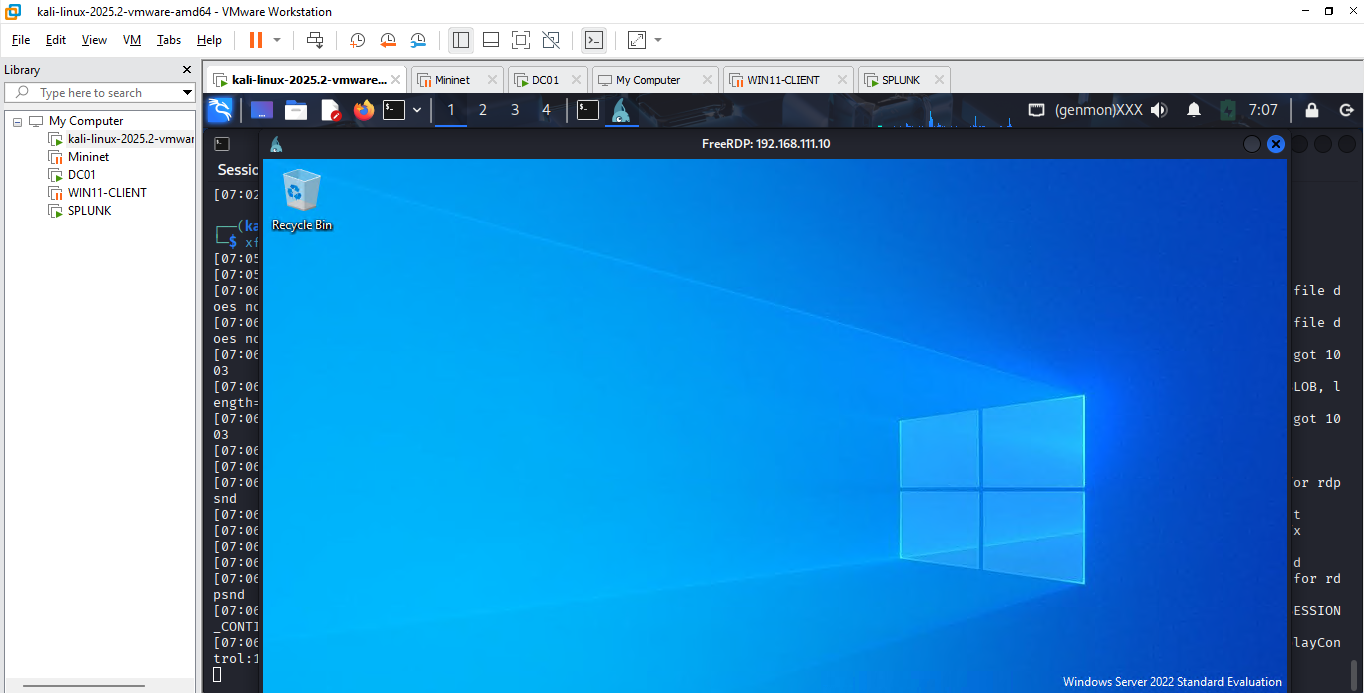 kali-linux-2025.2-vmware-amd64 - VMware Workstation
File Edit View VM Tabs Help
Library
Type here to search
My Computer
kali-linux-2025.2-vmwar
Mininet
DC01
WIN11-CLIENT
SPLUNK
kali-linux-2025.2-vmware... Mininet DC01 My Computer WIN11-CLIENT SPLUNK
1 2 3 4 (genmon)XXX 7:07
FreeRDP: 192.168.111.10
Sessio
[07:02
(ka
$ xf
[07:05
[07:05
[07:06 file d
oes no
[07:06 file d
oes no
[07:06 got 10
03
[07:06 LOB, l
ength=
[07:06 got 10
03
[07:06
[07:06
[07:06 or rdp
snd
[07:06 t
[07:06 x
[07:06
[07:06 d
[07:06 for rd
psnd
[07:06 ESSION
_CONTI
[07:06 layCon
trol:1
Recycle Bin
Windows Server 2022 Standard Evaluation